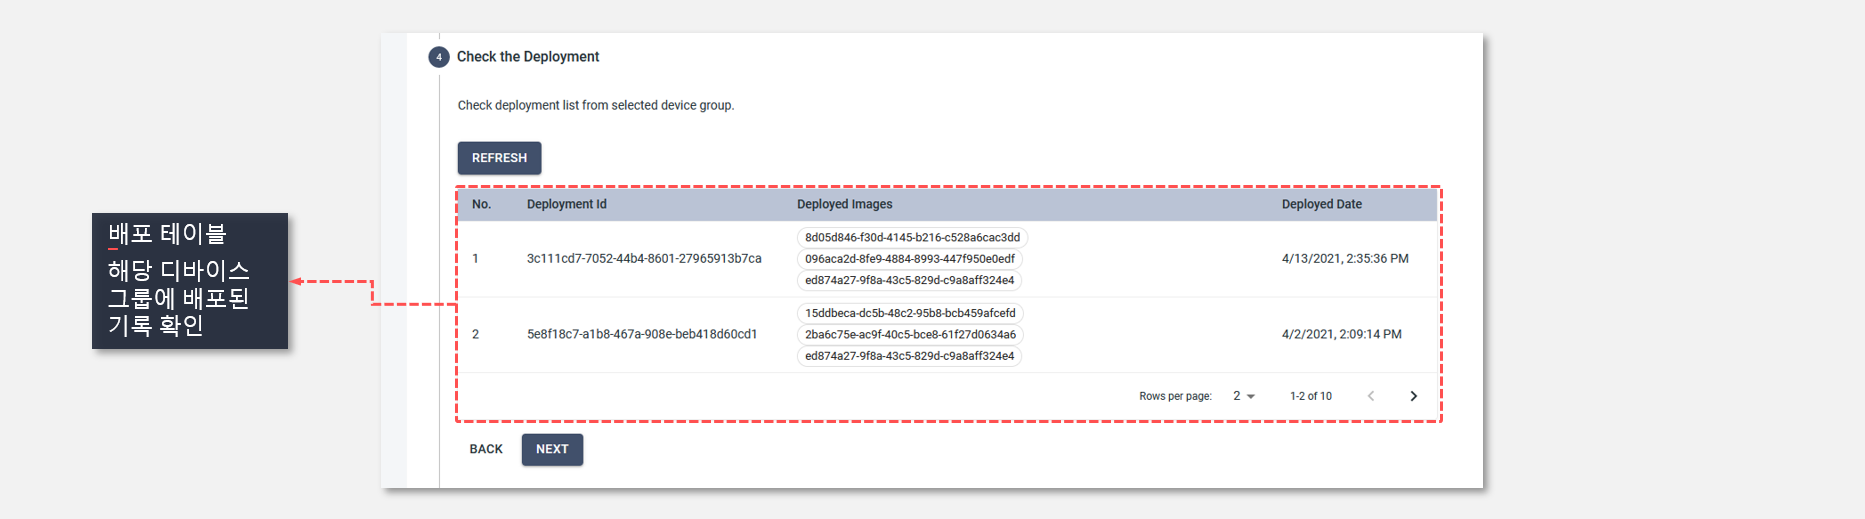 4 Check the Deployment
Check deployment list from selected device group.
REFRESH
No. Deployment Id Deployed Images Deployed Date
8d05d846-f30d-4145-b216-c528a6cac3dd
1 3c111cd7-7052-44b4-8601-27965913b7ca 096aca2d-8fe9-4884-8993-447f950e0edf 4/13/2021, 2:35:36 PM
ed874a27-9f8a-43c5-829d-c9a8aff324e4
15ddbeca-dc5b-48c2-95b8-bcb459afcefd
2 5e8f18c7-a1b8-467a-908e-beb418d60cd1 2ba6c75e-ac9f-40c5-bce8-61f27d0634a6 4/2/2021, 2:09:14 PM
ed874a27-9f8a-43c5-829d-c9a8aff324e4
Rows per page: 2 1-2 of 10
BACK NEXT
배포 테이블
해당 디바이스
그룹에 배포된
기록 확인